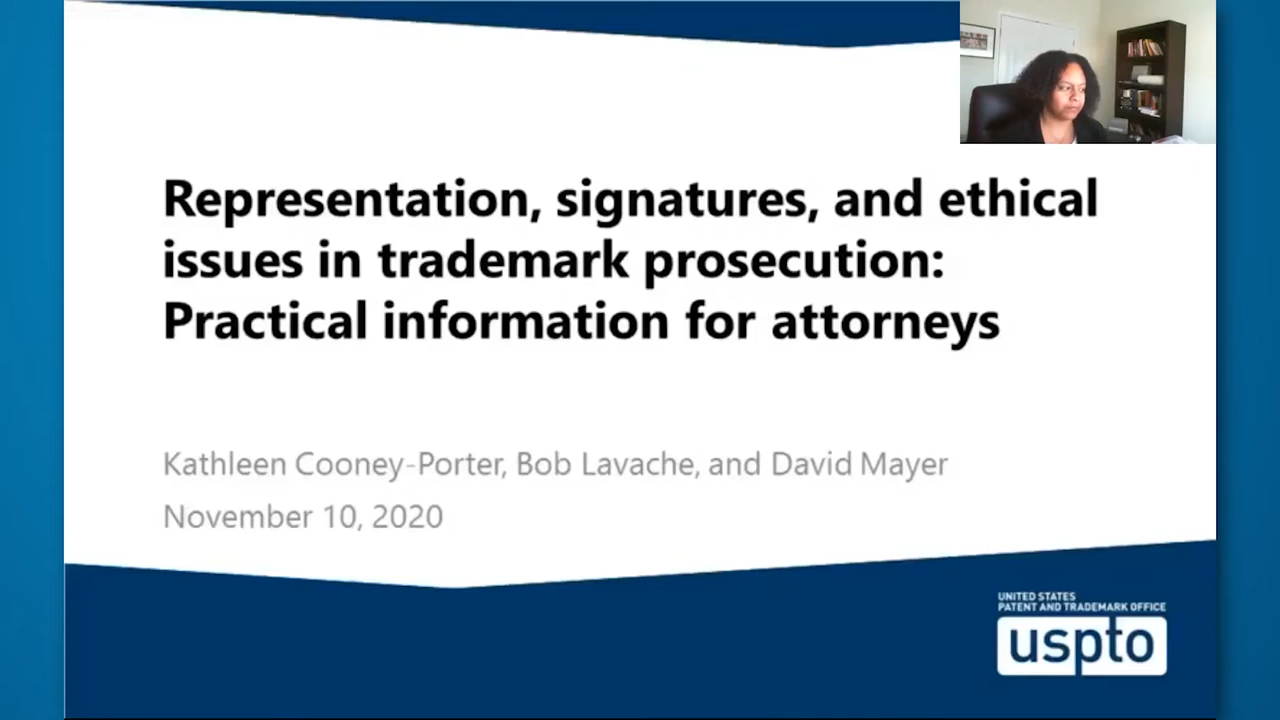 Representation, signatures, and ethical
issues in trademark prosecution:
Practical information for attorneys
Kathleen Cooney-Porter, Bob Lavache, and David Mayer
November 10, 2020
UNITED STATES
PATENT AND TRADEMARK OFFICE
uspto